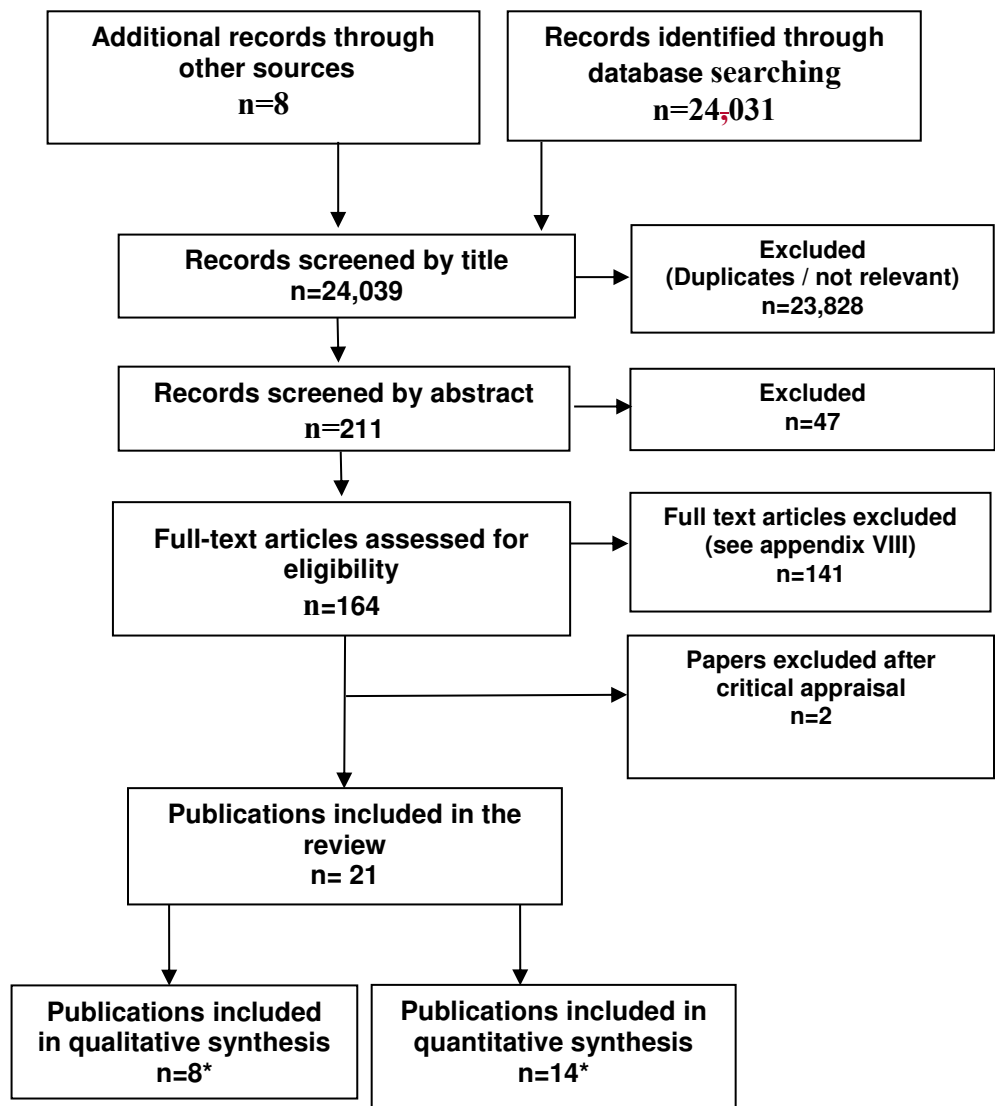 Additional records through
other sources
n=8
Records identified through
database searching
n=24,031
Records screened by title
n=24,039
Excluded
(Duplicates / not relevant)
n=23,828
Records screened by abstract
n=211
Excluded
n=47
Full-text articles assessed for
eligibility
n=164
Full text articles excluded
(see appendix VIII)
n=141
Papers excluded after
critical appraisal
n=2
Publications included in the
review
n= 21
Publications included
in qualitative synthesis
n=8*
Publications included in
quantitative synthesis
n=14*